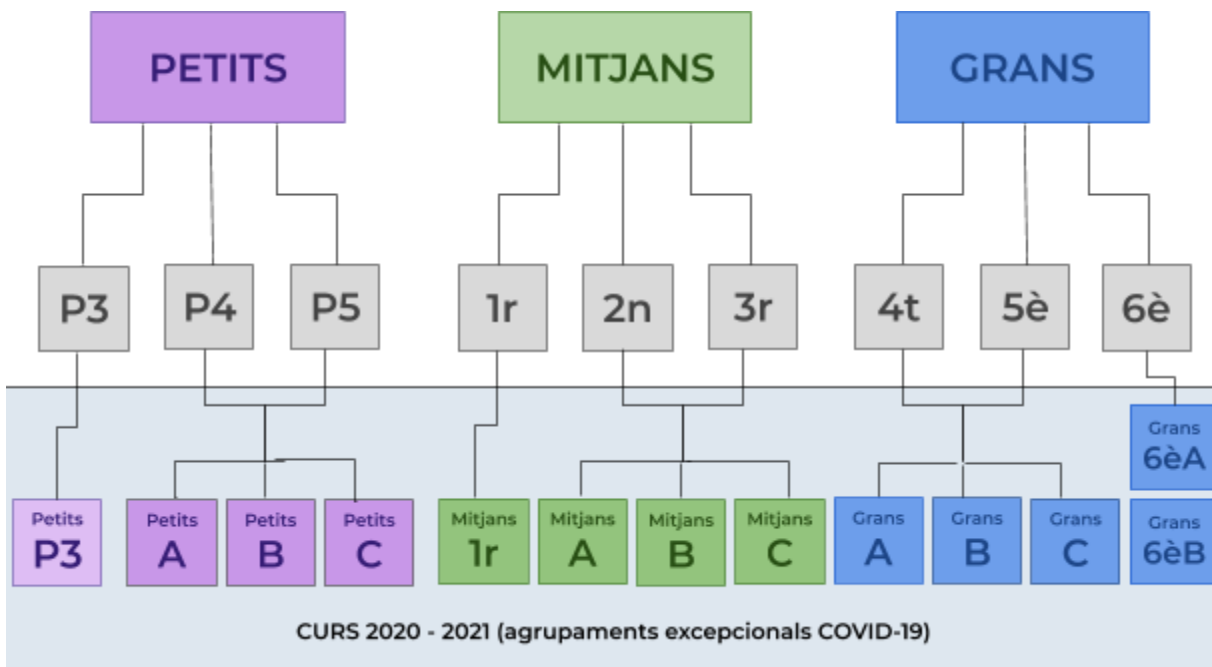 PETITS
MITJANS
GRANS
P3
P4
P5
1r
2n
3r
4t
5è
6è
Grans
6èA
Petits
P3
Petits
A
Petits
B
Petits
C
Mitjans
1r
Mitjans
A
Mitjans
B
Mitjans
C
Grans
A
Grans
B
Grans
C
Grans
6èB
CURS 2020 - 2021 (agrupaments excepcionals COVID-19)